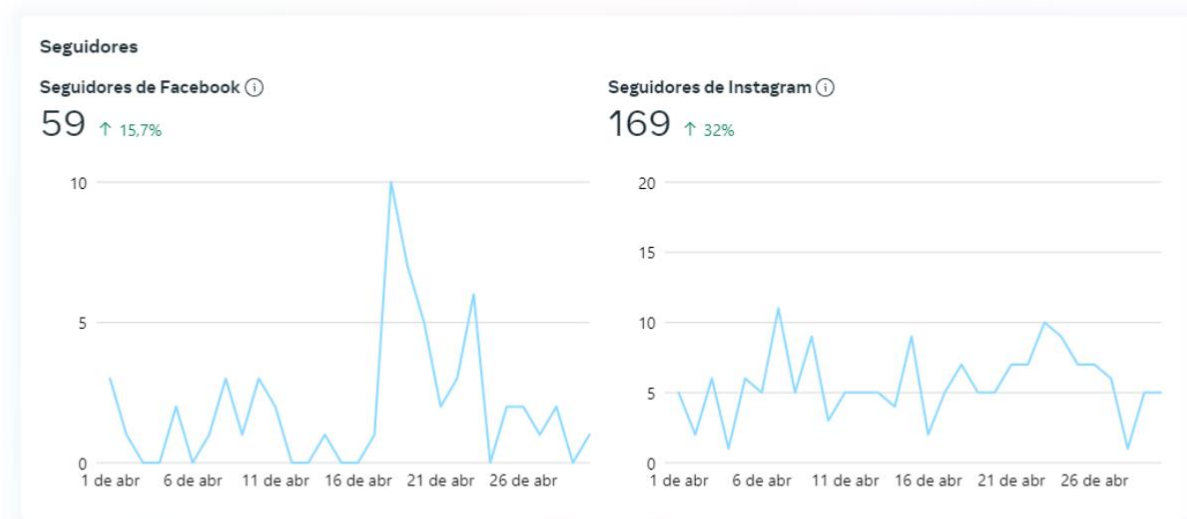 Seguidores
Seguidores de Facebook
59 ↑ 15,7%
10
5
0
1 de abr 6 de abr 11 de abr 16 de abr 21 de abr 26 de abr
Seguidores de Instagram
169 ↑ 32%
20
15
10
5
0
1 de abr 6 de abr 11 de abr 16 de abr 21 de abr 26 de abr